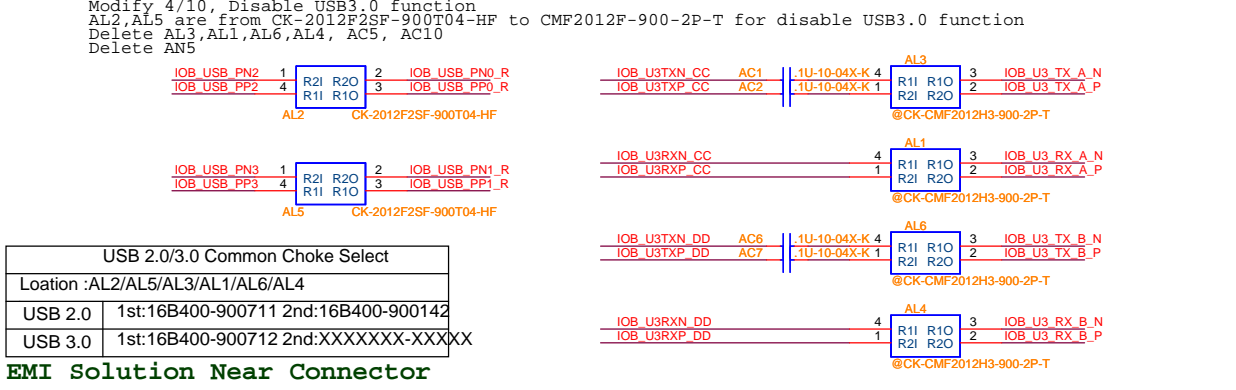 Modify 4/10, Disable USB3.0 function
AL2,AL5 are from CK-2012F2SF-900T04-HF to CMF2012F-900-2P-T for disable USB3.0 function
Delete AL3,AL1,AL6,AL4, AC5, AC10
Delete AN5
IOB_USB_PN2 1 R2I R2O 2 IOB_USB_PN0_R
IOB_USB_PP2 4 R1I R1O 3 IOB_USB_PP0_R
AL2 CK-2012F2SF-900T04-HF
IOB_USB_PN3 1 R2I R2O 2 IOB_USB_PN1_R
IOB_USB_PP3 4 R1I R1O 3 IOB_USB_PP1_R
AL5 CK-2012F2SF-900T04-HF
AL3
IOB_U3TXN_CC AC1 .1U-10-04X-K 4 R1I R1O 3 IOB_U3_TX_A_N
IOB_U3TXP_CC AC2 .1U-10-04X-K 1 R2I R2O 2 IOB_U3_TX_A_P
@CK-CMF2012H3-900-2P-T
AL1
IOB_U3RXN_CC 4 R1I R1O 3 IOB_U3_RX_A_N
IOB_U3RXP_CC 1 R2I R2O 2 IOB_U3_RX_A_P
@CK-CMF2012H3-900-2P-T
AL6
IOB_U3TXN_DD AC6 .1U-10-04X-K 4 R1I R1O 3 IOB_U3_TX_B_N
IOB_U3TXP_DD AC7 .1U-10-04X-K 1 R2I R2O 2 IOB_U3_TX_B_P
@CK-CMF2012H3-900-2P-T
AL4
IOB_U3RXN_DD 4 R1I R1O 3 IOB_U3_RX_B_N
IOB_U3RXP_DD 1 R2I R2O 2 IOB_U3_RX_B_P
@CK-CMF2012H3-900-2P-T
USB 2.0/3.0 Common Choke Select
Loation :AL2/AL5/AL3/AL1/AL6/AL4
USB 2.0 1st:16B400-900711 2nd:16B400-900142
USB 3.0 1st:16B400-900712 2nd:XXXXXXX-XXXXX
EMI Solution Near Connector